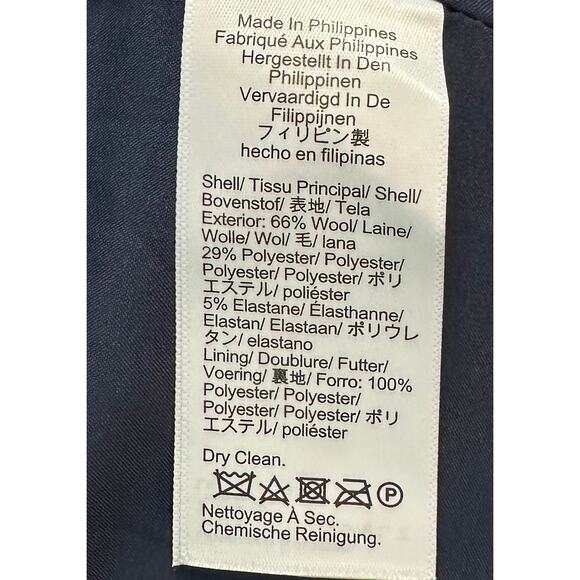 Made In Philippines
Fabriqué Aux Philippines
Hergestellt In Den
Philippinen
Vervaardigd In De
Filippijnen
フィリピン製
hecho en filipinas
Shell/ Tissu Principal/ Shell/
Bovenstof/ 表地/ Tela
Exterior: 66% Wool/ Laine/
Wolle/ Wol/ 毛/ lana
29% Polyester/ Polyester/
Polyester/ Polyester/ ポリ
エステル/ poliéster
5% Elastane/ Élasthanne/
Elastan/ Elastaan/ ポリウレ
タン/ elastano
Lining/ Doublure/ Futter/
Voering/ 裏地/ Forro: 100%
Polyester/ Polyester/
Polyester/ Polyester/ ポリ
エステル/ poliéster
Dry Clean.
P
Nettoyage À Sec.
Chemische Reinigung.